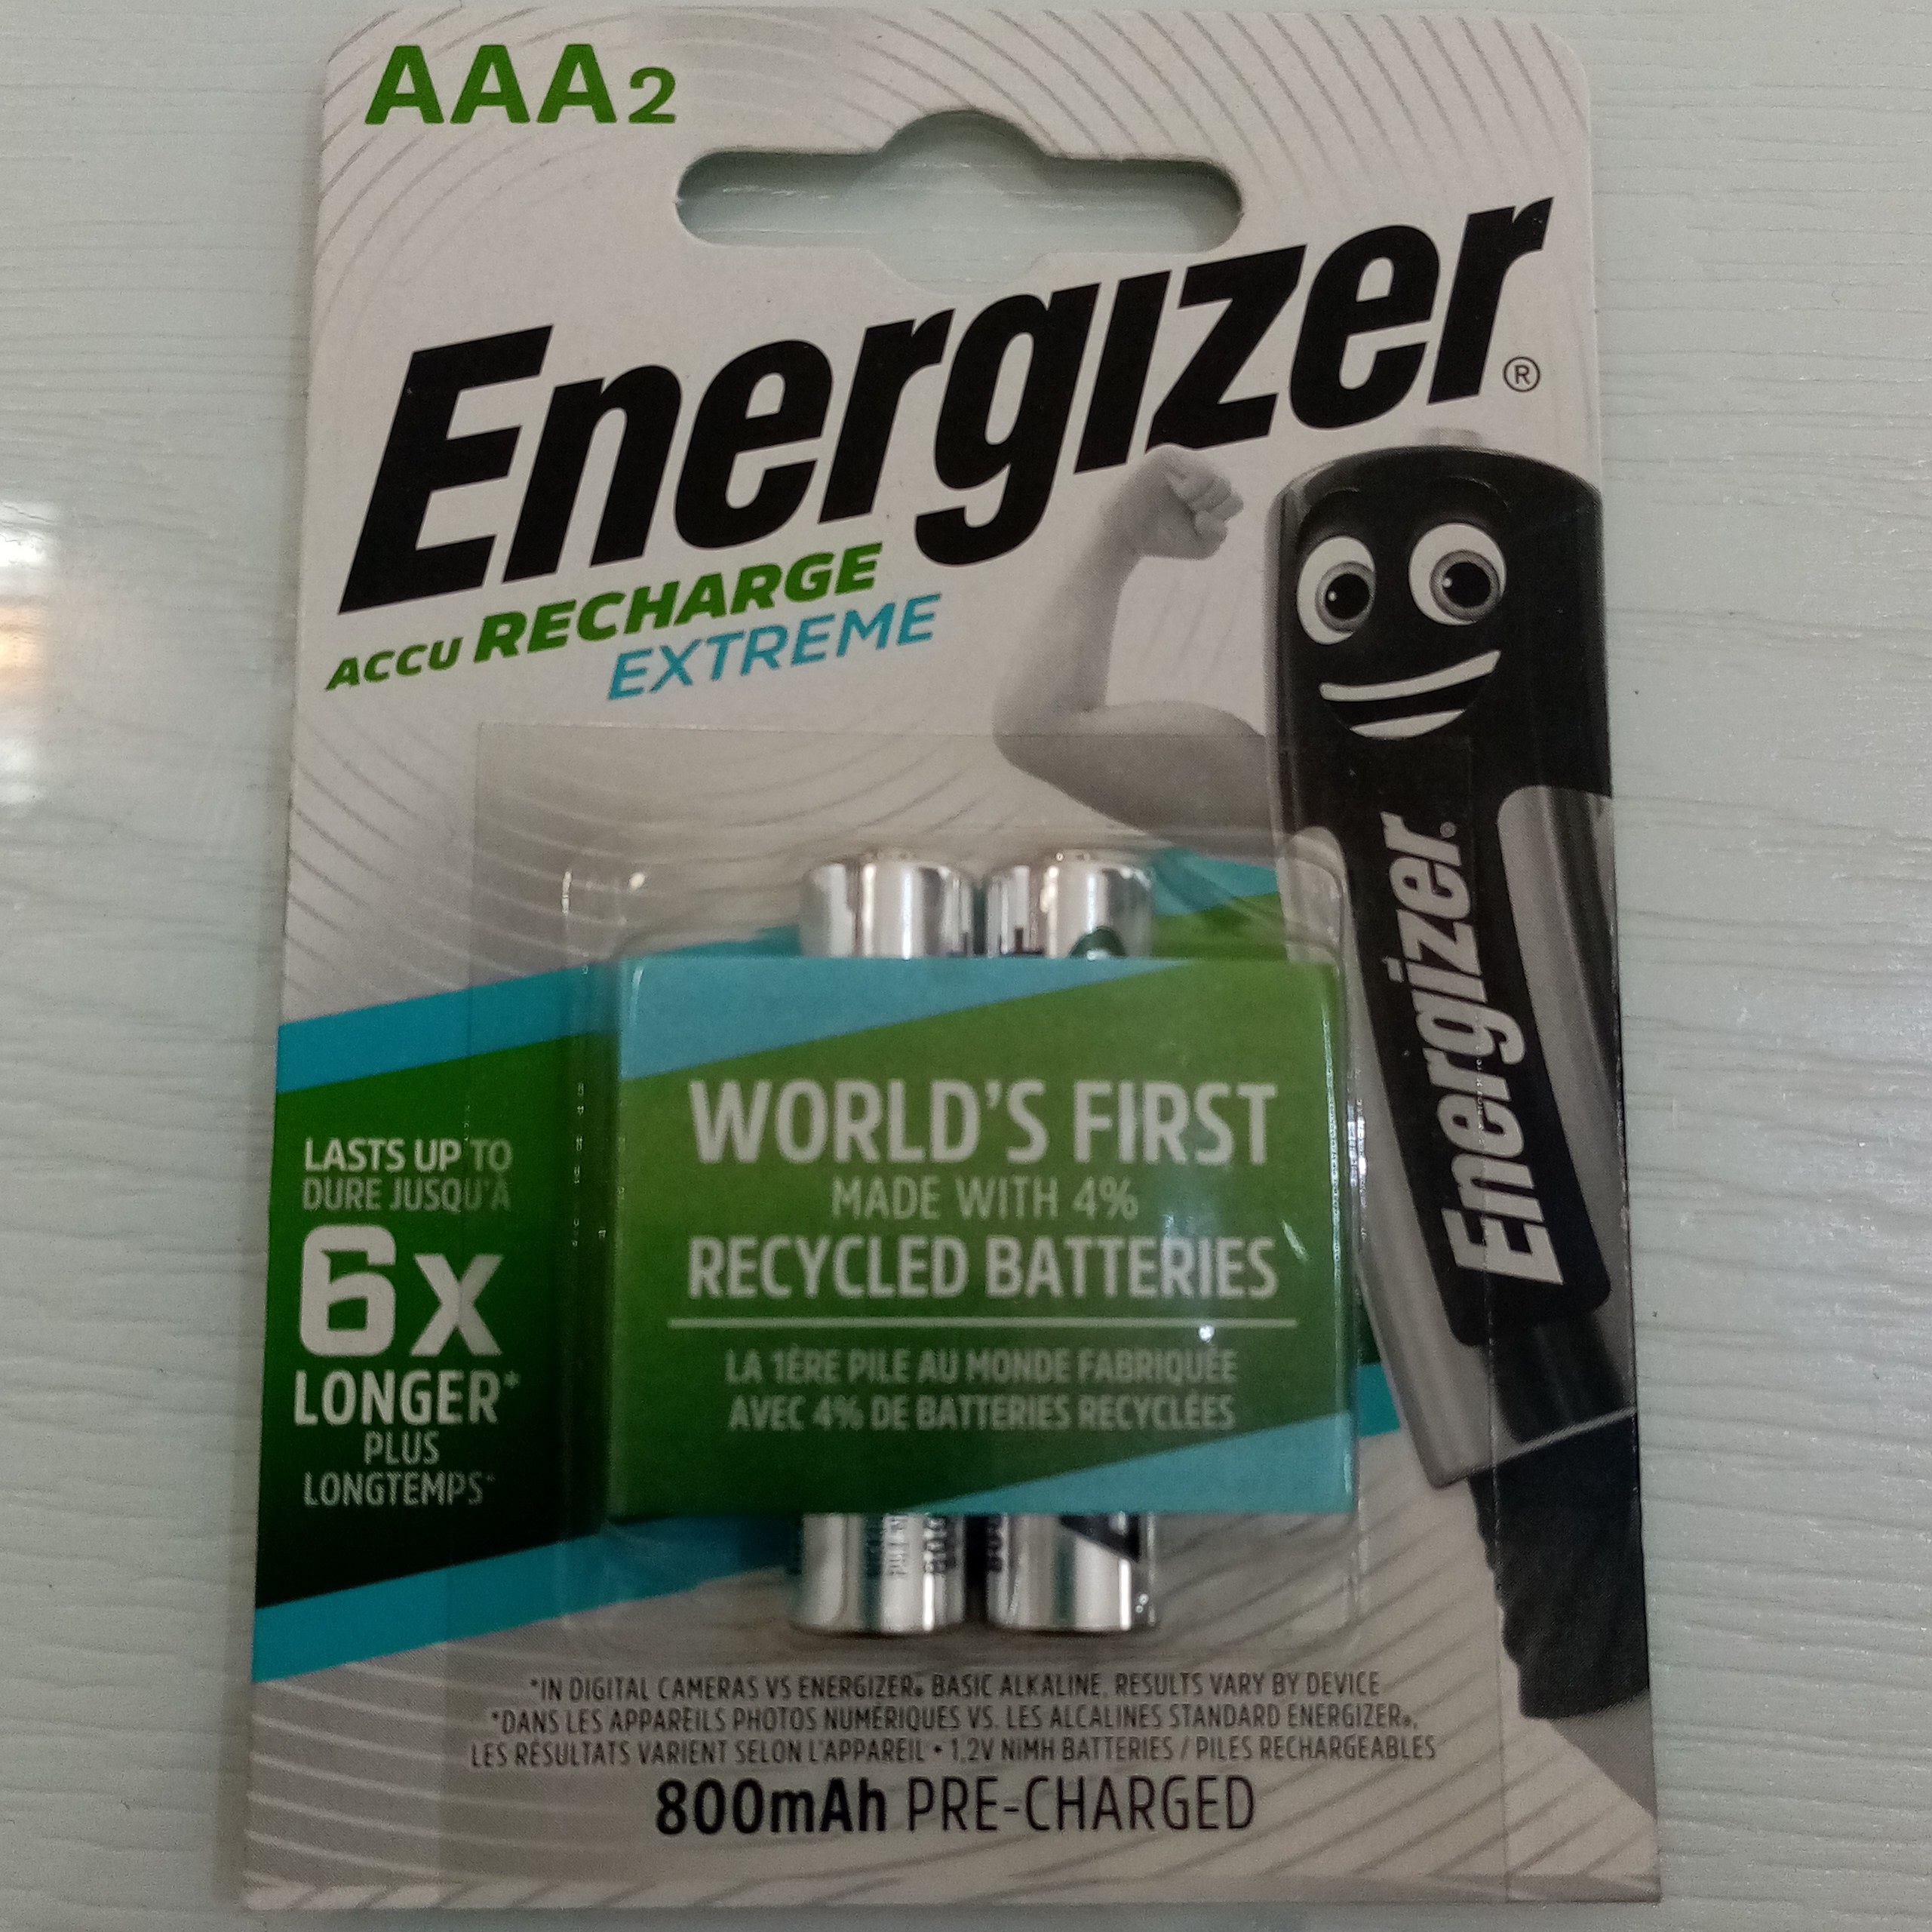 AAA2
Energizer®
ACCU RECHARGE
EXTREME
Energizer
LASTS UP TO
DURE JUSQU'À
6x
LONGER*
PLUS
LONGTEMPS*
WORLD'S FIRST
MADE WITH 4%
RECYCLED BATTERIES
LA 1ÈRE PILE AU MONDE FABRIQUÉE
AVEC 4% DE BATTERIES RECYCLÉES
*IN DIGITAL CAMERAS VS ENERGIZER® BASIC ALKALINE. RESULTS VARY BY DEVICE
*DANS LES APPAREILS PHOTOS NUMÉRIQUES VS. LES ALCALINES STANDARD ENERGIZER®,
LES RÉSULTATS VARIENT SELON L'APPAREIL • 1,2V NiMH BATTERIES / PILES RECHARGEABLES
800mAh PRE-CHARGED